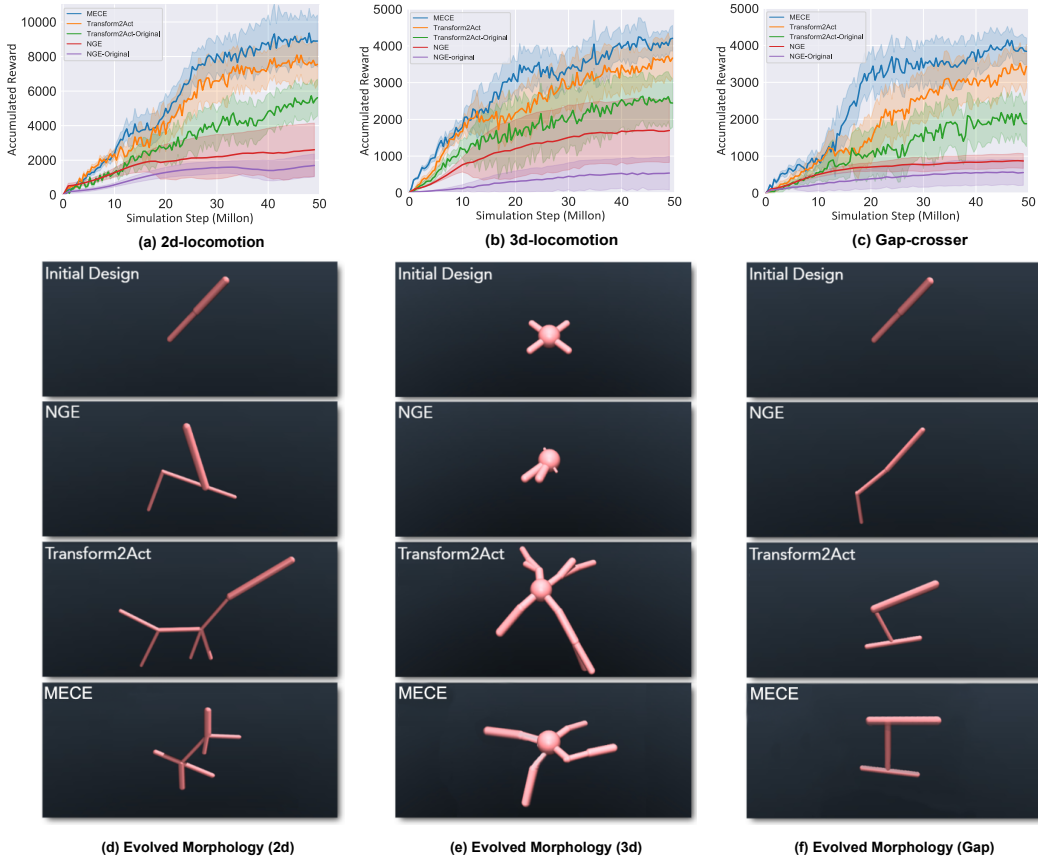 MECE
Transform2Act
Transform2Act-Original
NGE
NGE-Original
Accumulated Reward
10000
8000
6000
4000
2000
0
0 10 20 30 40 50
Simulation Step (Millon)
(a) 2d-locomotion
MECE
Transform2Act
Transform2Act-Original
NGE
NGE-original
Accumulated Reward
5000
4000
3000
2000
1000
0
0 10 20 30 40 50
Simulation Step (Millon)
(b) 3d-locomotion
MECE
Transform2Act
Transform2Act-Original
NGE
NGE-Original
Accumulated Reward
5000
4000
3000
2000
1000
0
0 10 20 30 40 50
Simulation Step (Millon)
(c) Gap-crosser
Initial Design
NGE
Transform2Act
MECE
(d) Evolved Morphology (2d)
Initial Design
NGE
Transform2Act
MECE
(e) Evolved Morphology (3d)
Initial Design
NGE
Transform2Act
MECE
(f) Evolved Morphology (Gap)